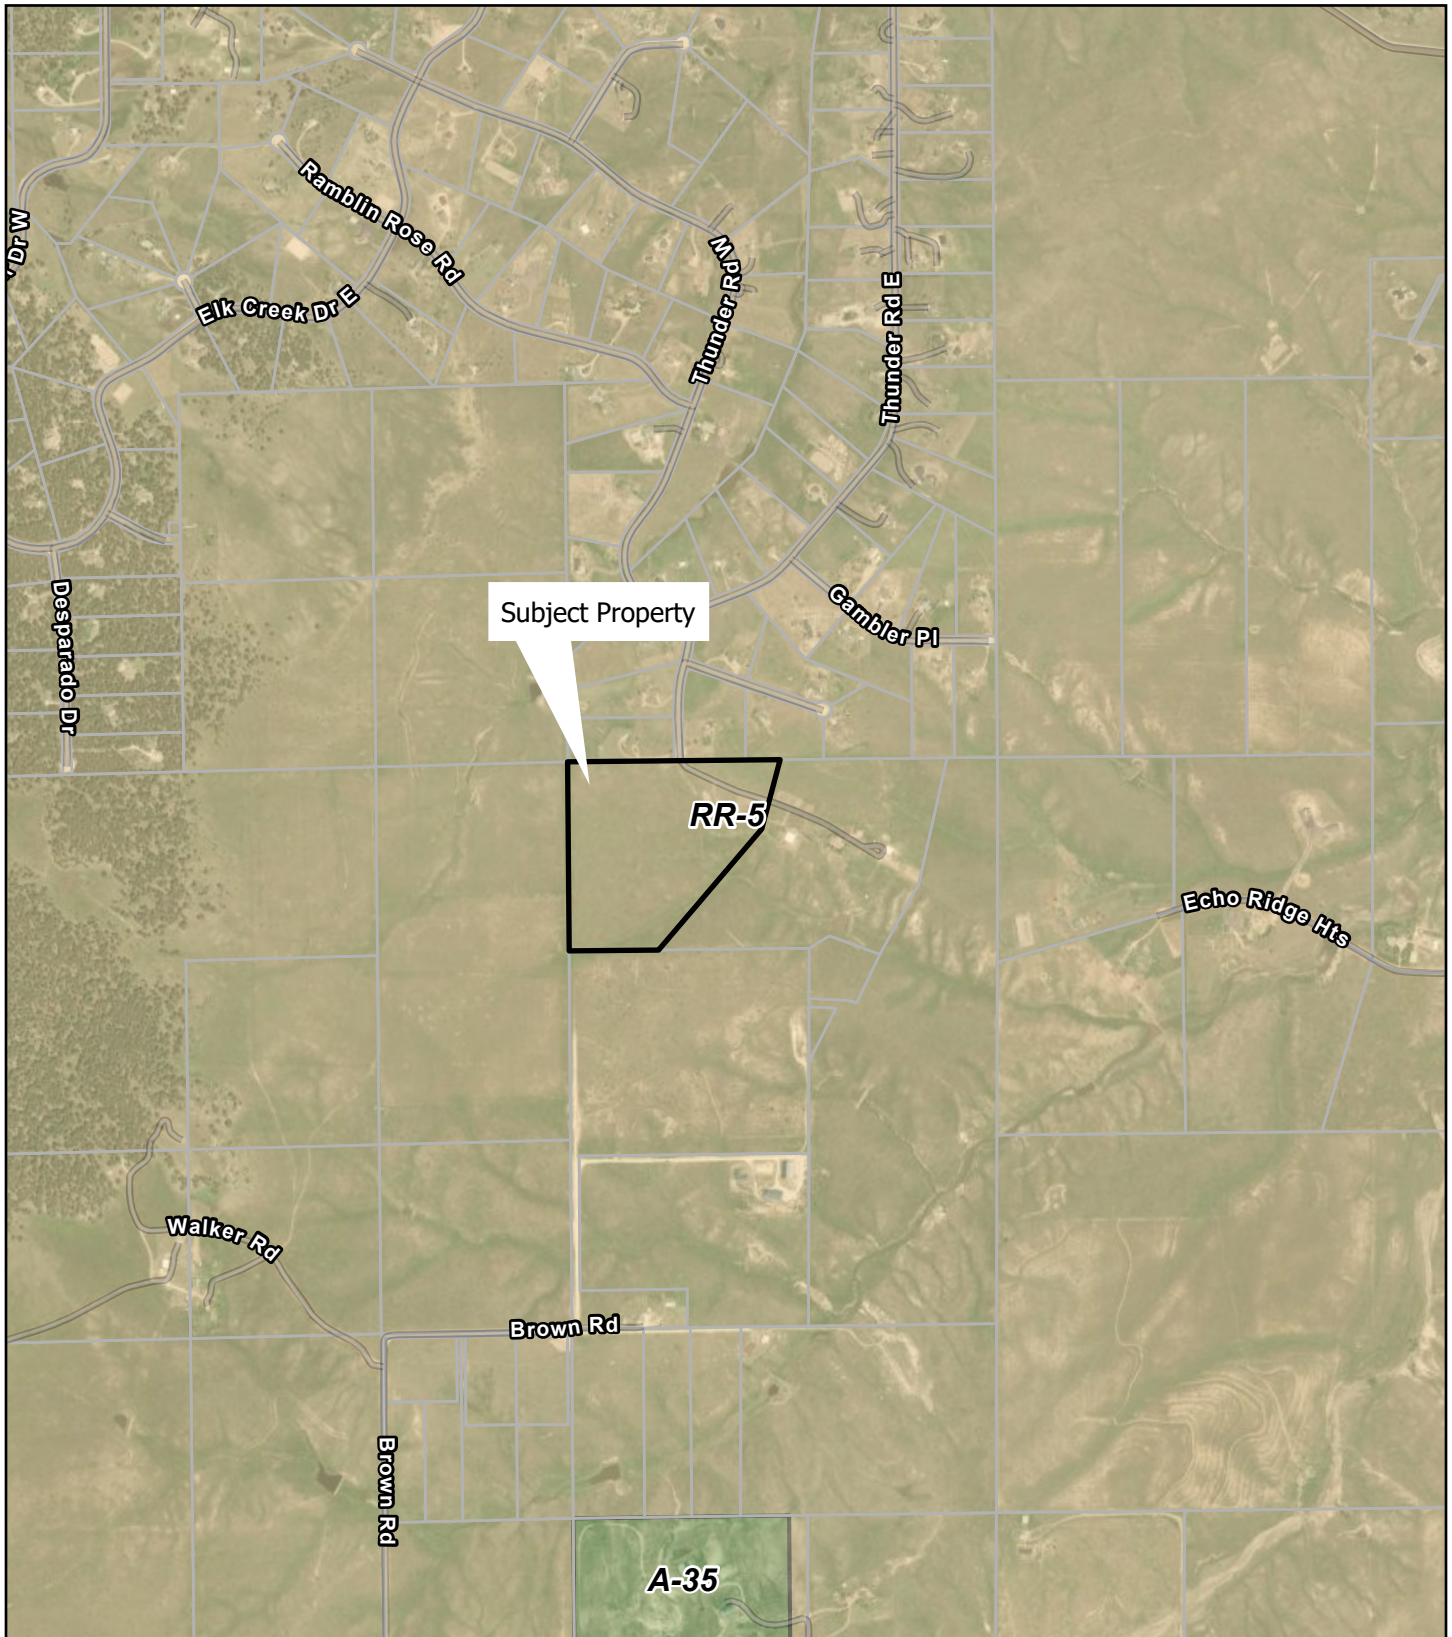 Dr W
Ramblin Rose Rd
Elk Creek Dr E
Thunder Rd W
Thunder Rd E
Desparado Dr
Subject Property
Gambler Pl
RR-5
Echo Ridge Hts
Walker Rd
Brown Rd
Brown Rd
A-35